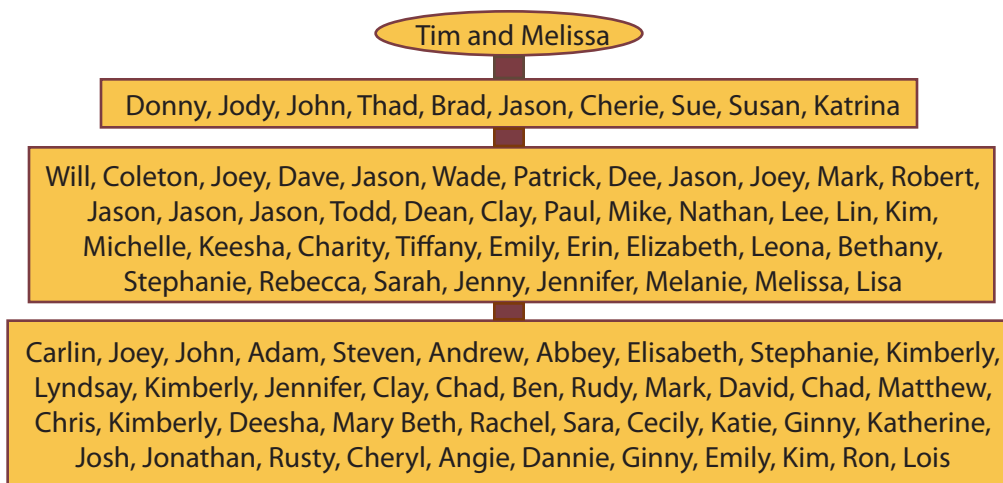 Tim and Melissa
Donny, Jody, John, Thad, Brad, Jason, Cherie, Sue, Susan, Katrina
Will, Coleton, Joey, Dave, Jason, Wade, Patrick, Dee, Jason, Joey, Mark, Robert,
Jason, Jason, Jason, Todd, Dean, Clay, Paul, Mike, Nathan, Lee, Lin, Kim,
Michelle, Keesha, Charity, Tiffany, Emily, Erin, Elizabeth, Leona, Bethany,
Stephanie, Rebecca, Sarah, Jenny, Jennifer, Melanie, Melissa, Lisa
Carlin, Joey, John, Adam, Steven, Andrew, Abbey, Elisabeth, Stephanie, Kimberly,
Lyndsay, Kimberly, Jennifer, Clay, Chad, Ben, Rudy, Mark, David, Chad, Matthew,
Chris, Kimberly, Deesha, Mary Beth, Rachel, Sara, Cecily, Katie, Ginny, Katherine,
Josh, Jonathan, Rusty, Cheryl, Angie, Dannie, Ginny, Emily, Kim, Ron, Lois